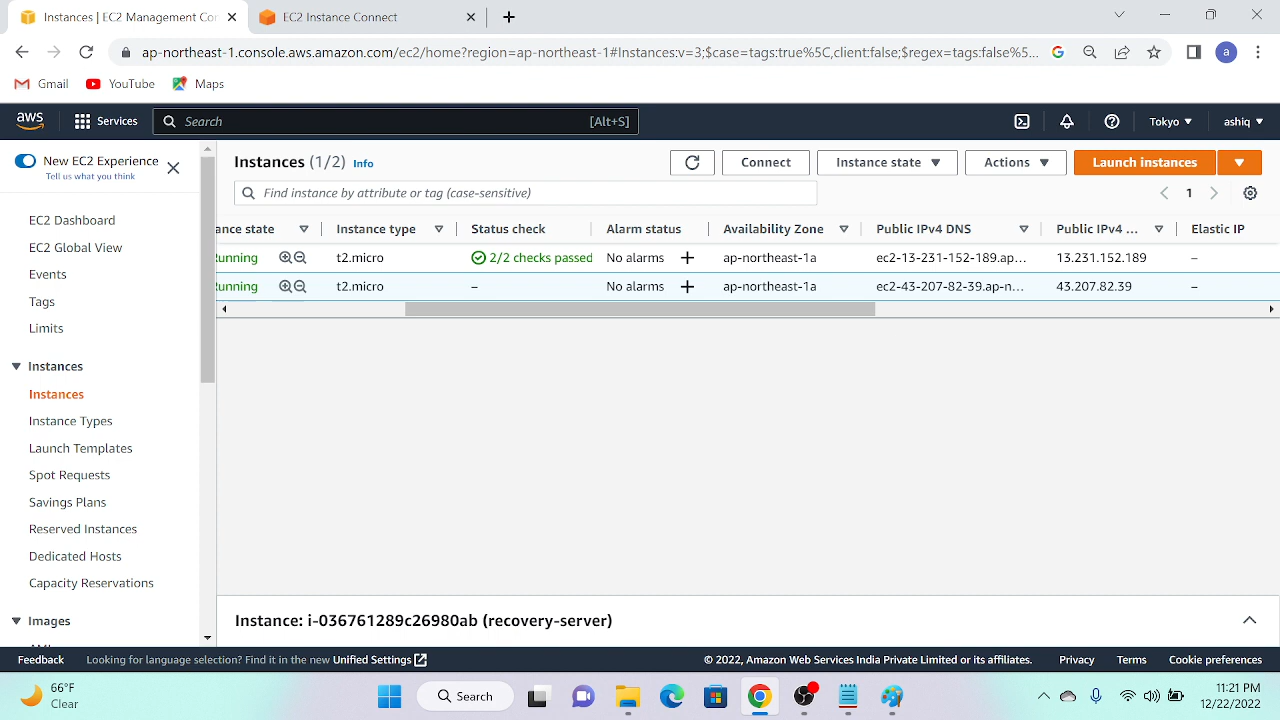 Instances | EC2 Management Con
EC2 Instance Connect
ap-northeast-1.console.aws.amazon.com/ec2/home?region=ap-northeast-1#Instances:v=3;$case=tags:true%5C,client:false;$regex=tags:false%5...
a
Gmail
YouTube
Maps
aws
Services
Search
[Alt+S]
Tokyo
ashiq
New EC2 Experience
Tell us what you think
EC2 Dashboard
EC2 Global View
Events
Tags
Limits
Instances
Instances
Instance Types
Launch Templates
Spot Requests
Savings Plans
Reserved Instances
Dedicated Hosts
Capacity Reservations
Images
Instances (1/2) Info
Connect
Instance state
Actions
Launch instances
Find instance by attribute or tag (case-sensitive)
1
ance state Instance type Status check Alarm status Availability Zone Public IPv4 DNS Public IPv4 ... Elastic IP
Running t2.micro 2/2 checks passed No alarms + ap-northeast-1a ec2-13-231-152-189.ap... 13.231.152.189 –
Running t2.micro – No alarms + ap-northeast-1a ec2-43-207-82-39.ap-n... 43.207.82.39 –
Instance: i-036761289c26980ab (recovery-server)
Feedback
Looking for language selection? Find it in the new Unified Settings
© 2022, Amazon Web Services India Private Limited or its affiliates.
Privacy
Terms
Cookie preferences
66°F
Clear
Search
11:21 PM
12/22/2022